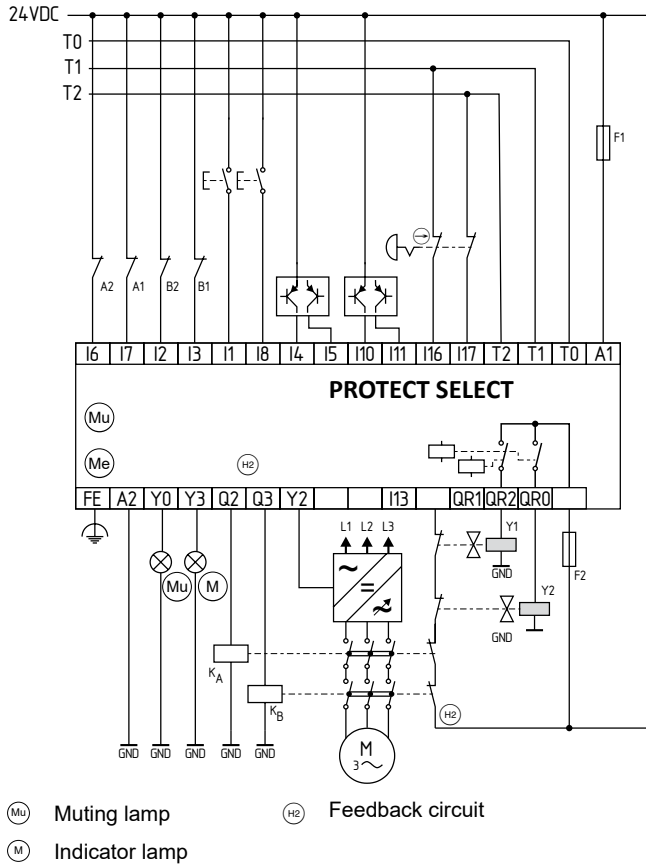 24VDC
T0
T1
T2
F1
A2 A1 B2 B1
I6 I7 I2 I3 I1 I8 I4 I5 I10 I11 I16 I17 T2 T1 T0 A1
PROTECT SELECT
Mu
Me H2
FE A2 Y0 Y3 Q2 Q3 Y2 I13 QR1 QR2 QR0
L1 L2 L3 Y1
GND F2
Mu M Y2
GND
KA
KB H2
M
3
GND GND GND GND GND
Mu Muting lamp H2 Feedback circuit
M Indicator lamp